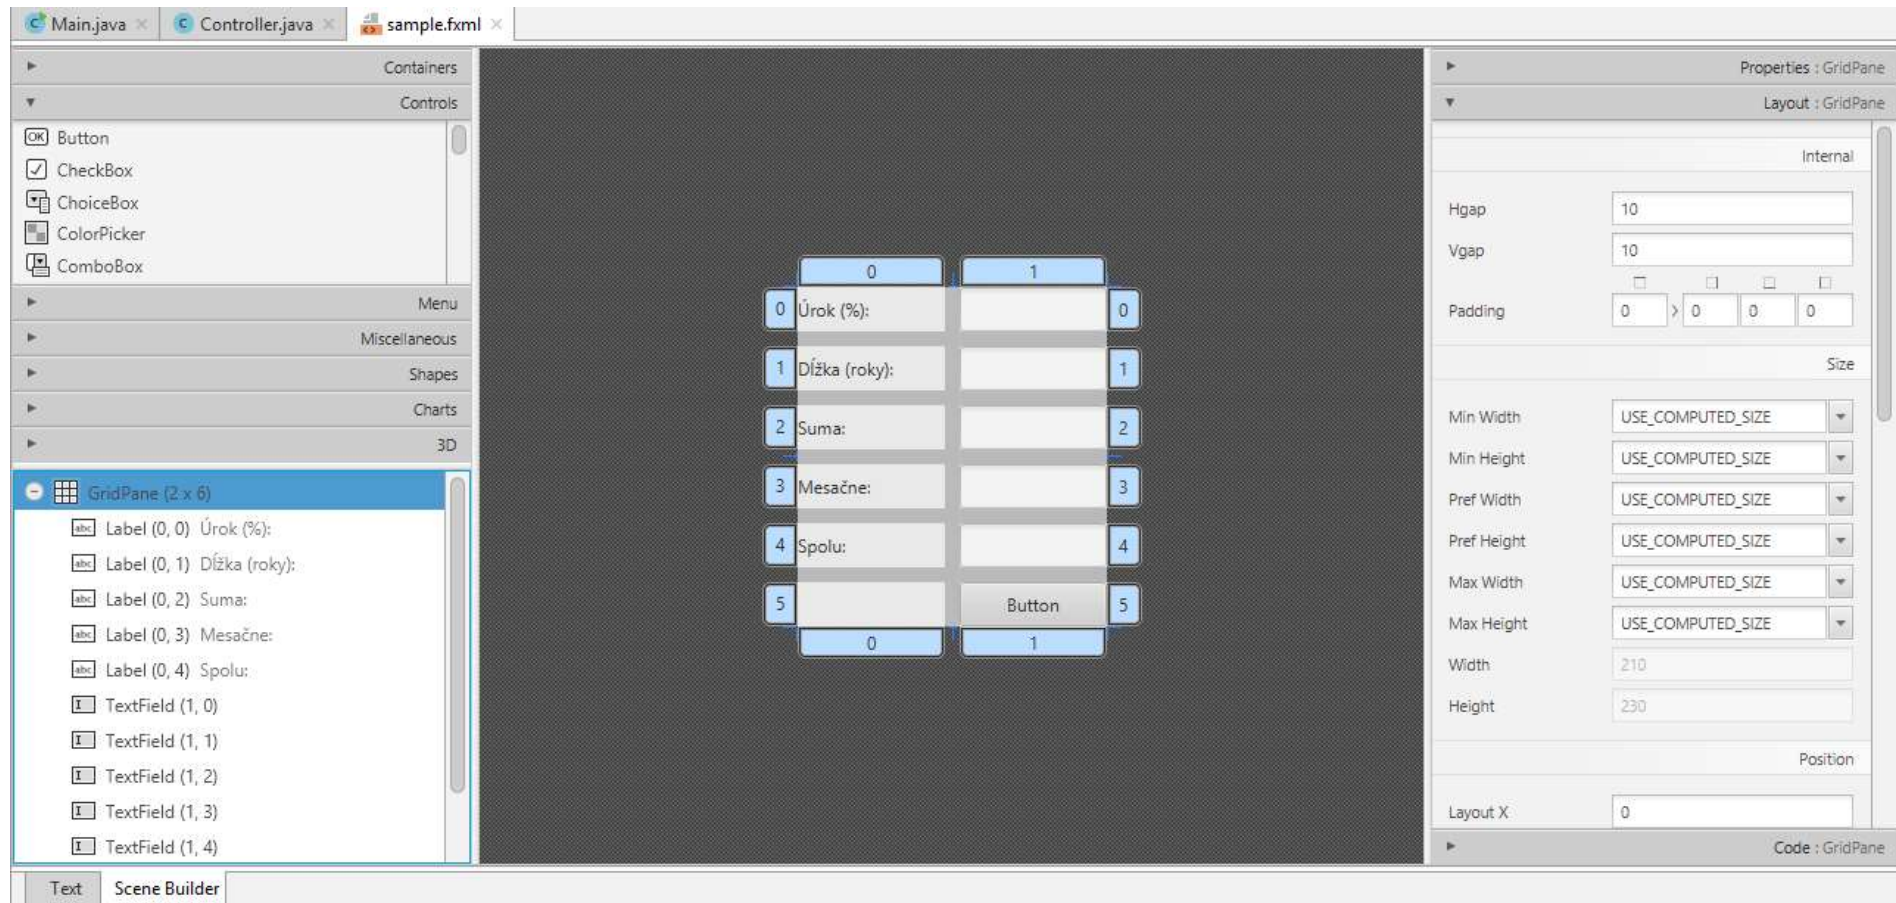 Main.java
Controller.java
sample.fxml
Containers
Controls
OK Button
CheckBox
ChoiceBox
ColorPicker
ComboBox
Menu
Miscellaneous
Shapes
Charts
3D
GridPane (2 x 6)
abc Label (0, 0) Úrok (%):
abc Label (0, 1) Dĺžka (roky):
abc Label (0, 2) Suma:
abc Label (0, 3) Mesačne:
abc Label (0, 4) Spolu:
TextField (1, 0)
TextField (1, 1)
TextField (1, 2)
TextField (1, 3)
TextField (1, 4)
0 1
0 Úrok (%): 0
1 Dĺžka (roky): 1
2 Suma: 2
3 Mesačne: 3
4 Spolu: 4
5 Button 5
0 1
Properties : GridPane
Layout : GridPane
Internal
Hgap 10
Vgap 10
Padding 0 0 0 0
Size
Min Width USE_COMPUTED_SIZE
Min Height USE_COMPUTED_SIZE
Pref Width USE_COMPUTED_SIZE
Pref Height USE_COMPUTED_SIZE
Max Width USE_COMPUTED_SIZE
Max Height USE_COMPUTED_SIZE
Width 210
Height 230
Position
Layout X 0
Code : GridPane
Text Scene Builder